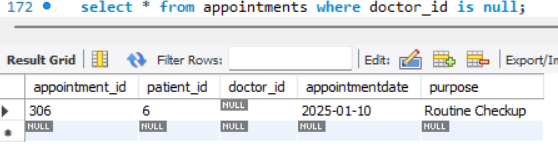 172 select * from appointments where doctor_id is null;
Result Grid Filter Rows: Edit: Export/Im
appointment_id patient_id doctor_id appointmentdate purpose
306 6 NULL 2025-01-10 Routine Checkup
NULL NULL NULL NULL NULL